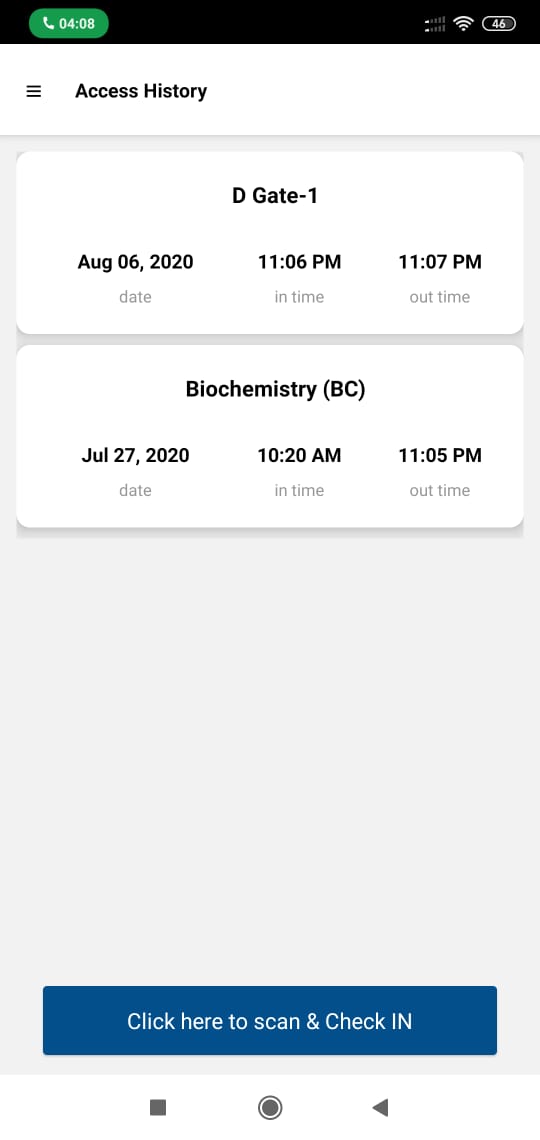 04:08
46
Access History
D Gate-1
Aug 06, 2020 11:06 PM 11:07 PM
date in time out time
Biochemistry (BC)
Jul 27, 2020 10:20 AM 11:05 PM
date in time out time
Click here to scan & Check IN